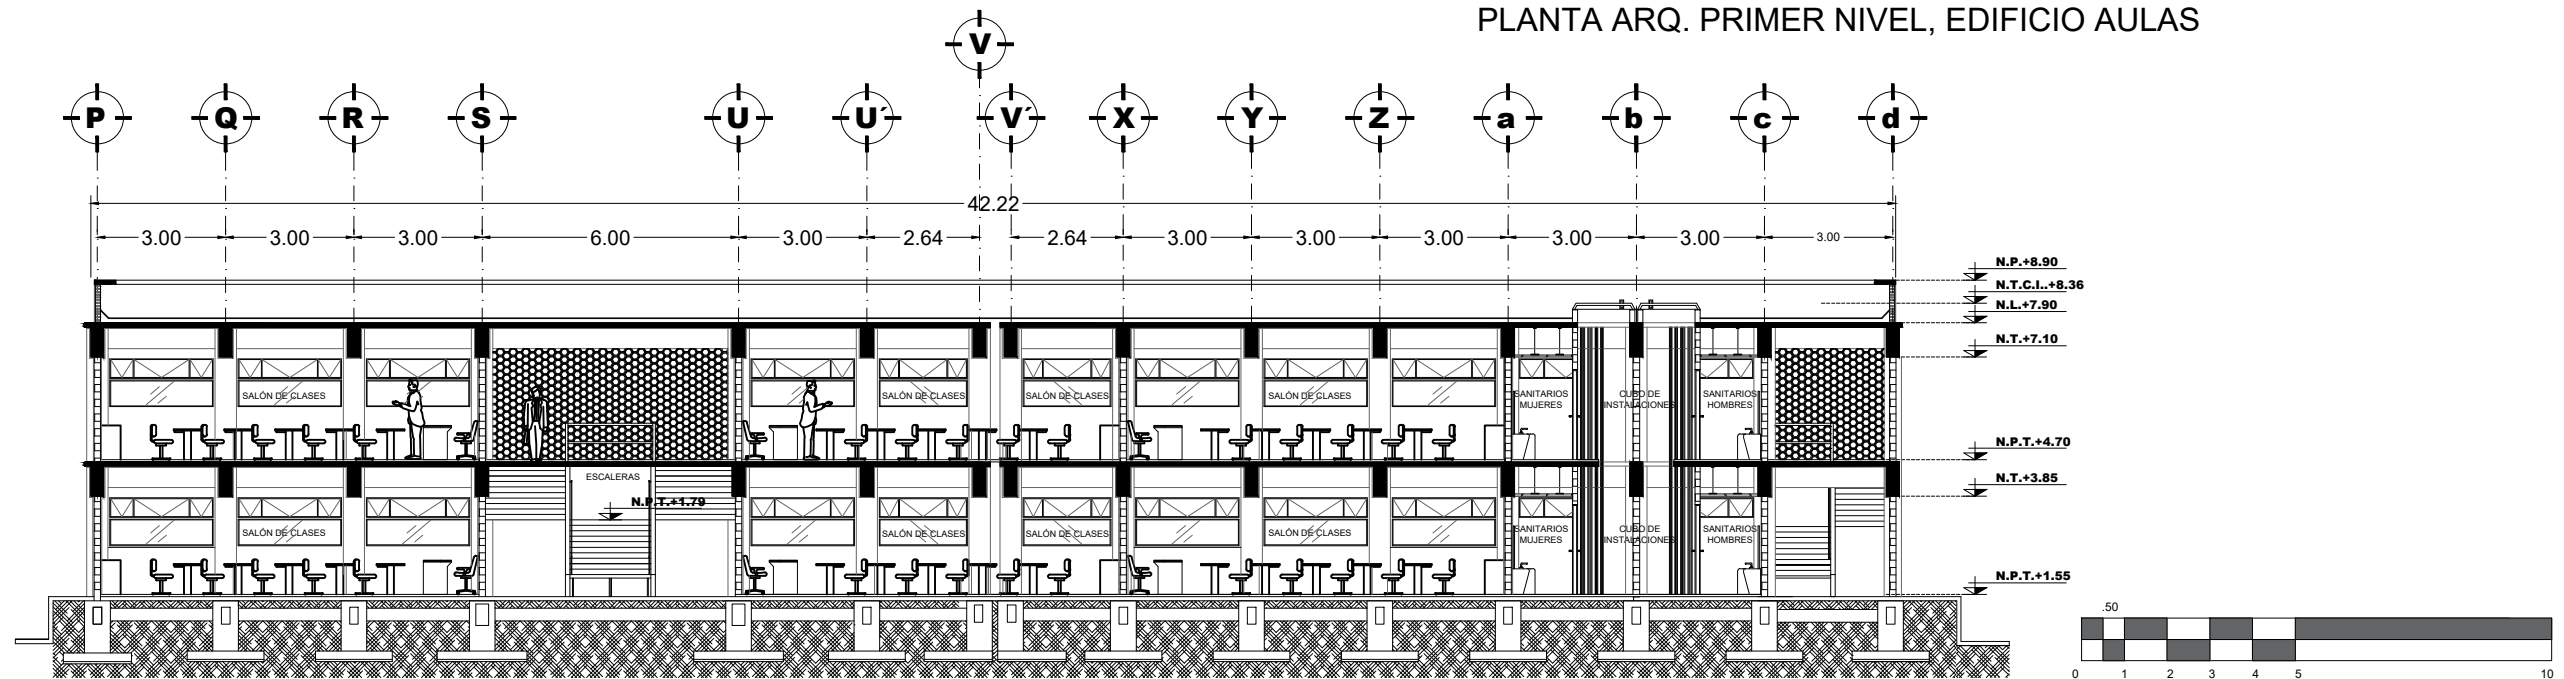 PLANTA ARQ. PRIMER NIVEL, EDIFICIO AULAS
V
P Q R S U U´ V´ X Y Z a b c d
42.22
3.00 3.00 3.00 6.00 3.00 2.64 2.64 3.00 3.00 3.00 3.00 3.00 3.00
N.P.+8.90
N.T.C.I..+8.36
N.L.+7.90
N.T.+7.10
SALÓN DE CLASES SALÓN DE CLASES SALÓN DE CLASES SALÓN DE CLASES
SANITARIOS CUBO DE SANITARIOS
MUJERES INSTALACIONES HOMBRES
N.P.T.+4.70
ESCALERAS
N.T.+3.85
N.P.T.+1.79
SALÓN DE CLASES SALÓN DE CLASES SALÓN DE CLASES SALÓN DE CLASES
SANITARIOS CUBO DE SANITARIOS
MUJERES INSTALACIONES HOMBRES
N.P.T.+1.55
.50
0 1 2 3 4 5 10